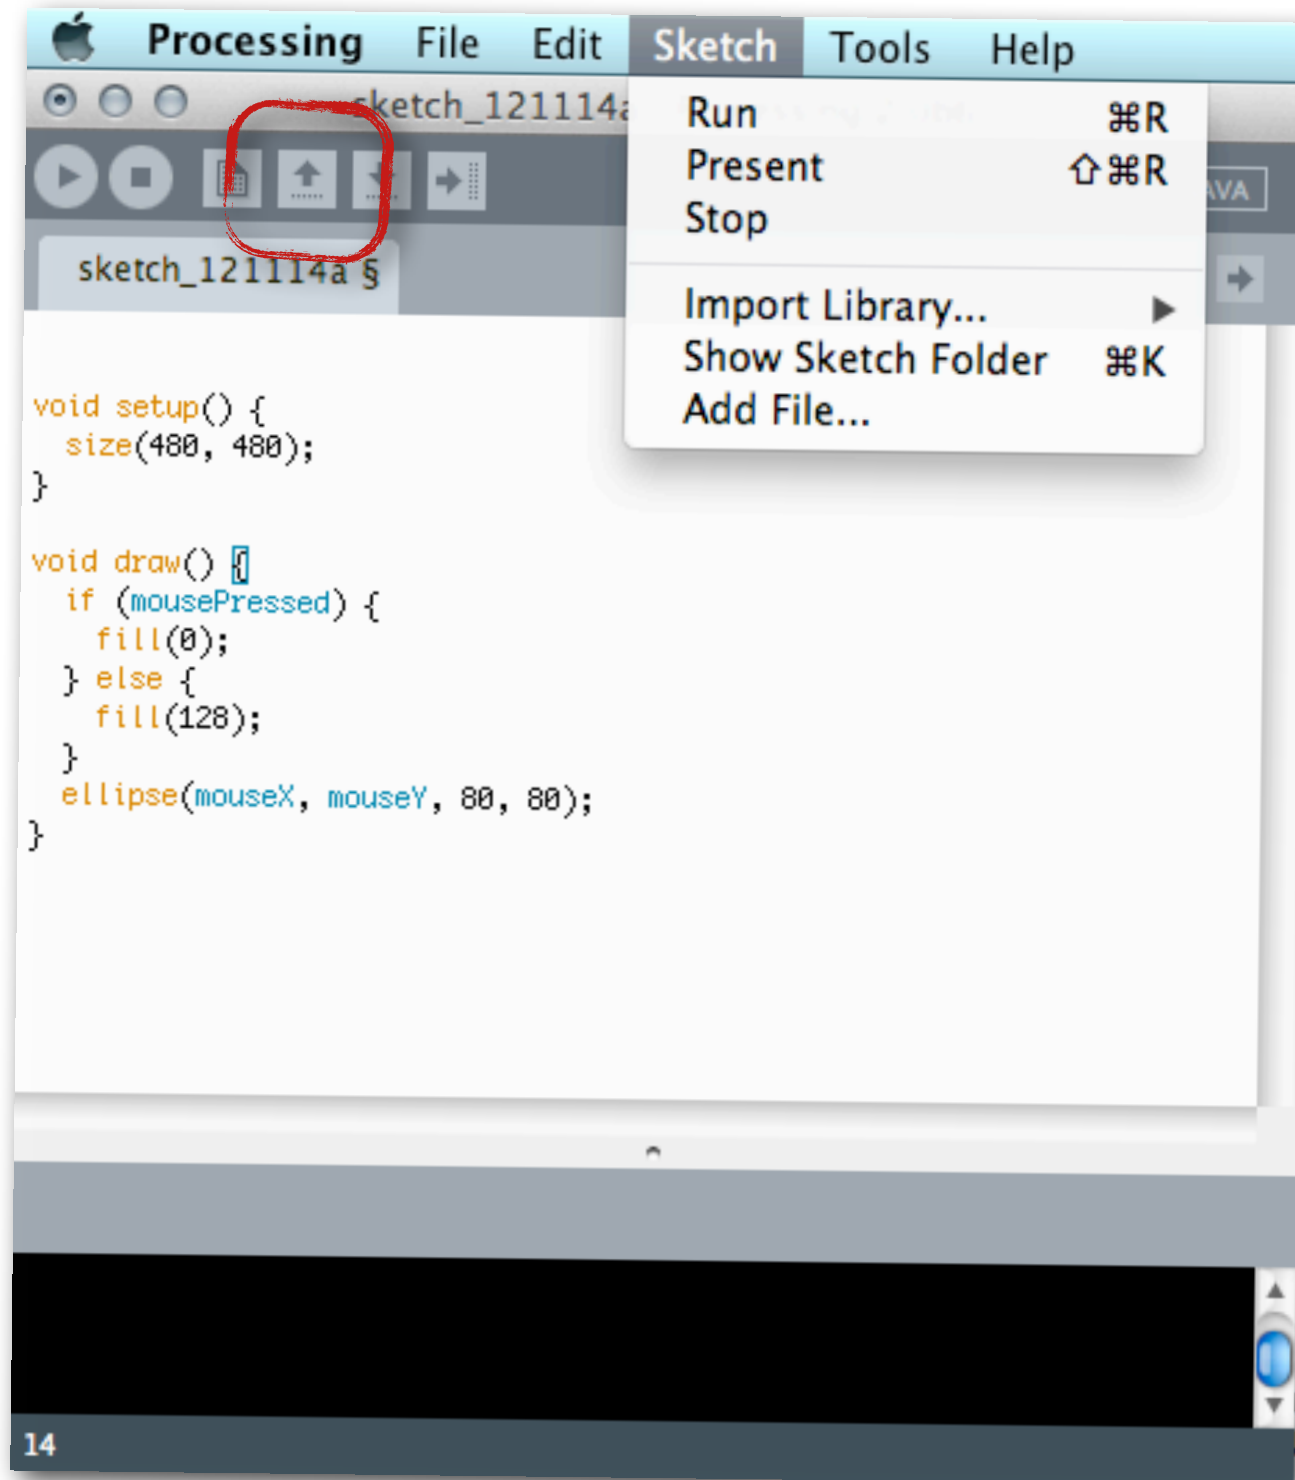 Processing File Edit Sketch Tools Help
sketch_121114a
Run ⌘R
Present ⇧⌘R
Stop
Import Library...
Show Sketch Folder ⌘K
Add File...
AVA
sketch_121114a §
void setup() {
  size(480, 480);
}
void draw() {
  if (mousePressed) {
    fill(0);
  } else {
    fill(128);
  }
  ellipse(mouseX, mouseY, 80, 80);
}
14